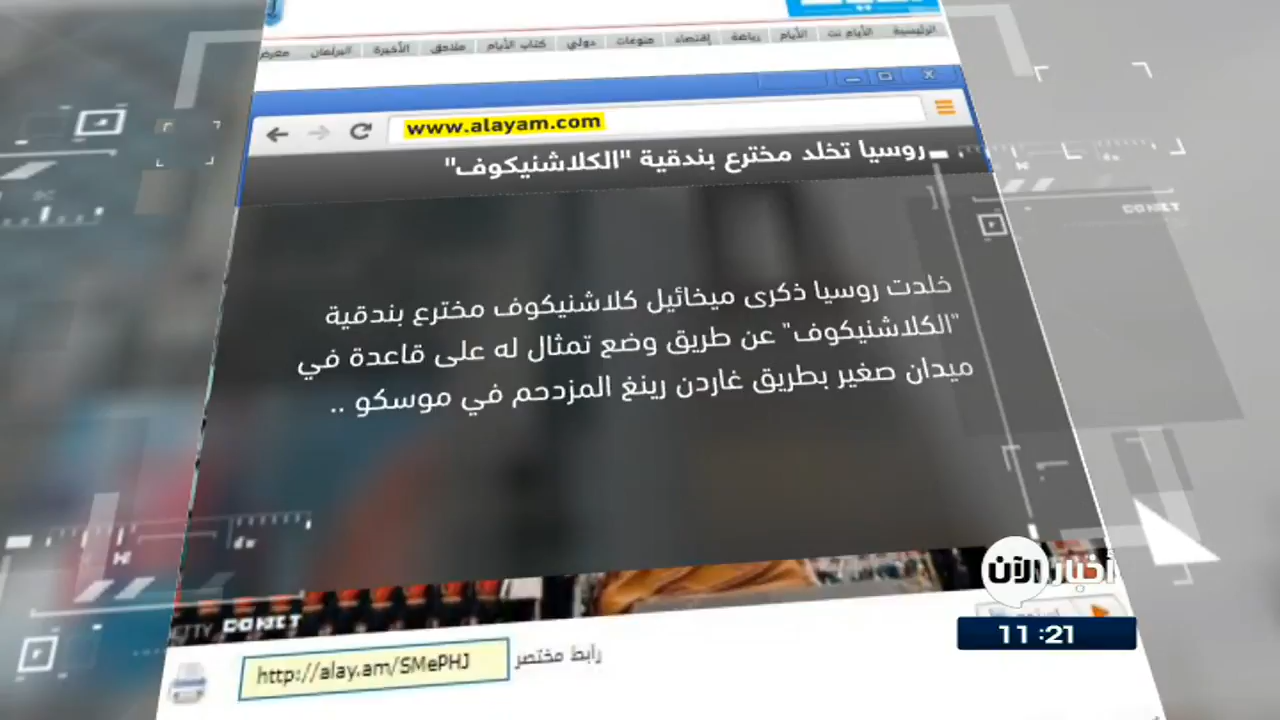 الرئيسية الأيام نت الأيام رياضة إقتصاد منوعات دولي كتاب الأيام ملاحق الأخيرة البرلمان معرض
www.alayam.com
روسيا تخلد مخترع بندقية "الكلاشنيكوف"
خلدت روسيا ذكرى ميخائيل كلاشنيكوف مخترع بندقية
"الكلاشنيكوف" عن طريق وضع تمثال له على قاعدة في
ميدان صغير بطريق غاردن رينغ المزدحم في موسكو ..
أخبار الآن
11:21
رابط مختصر http://alay.am/SMePHJ